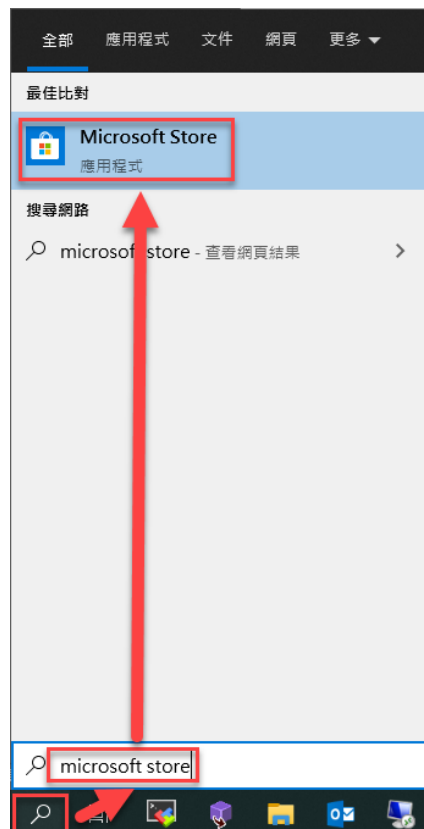 全部 應用程式 文件 網頁 更多
最佳比對
Microsoft Store
應用程式
搜尋網路
microsoft store - 查看網頁結果
microsoft store